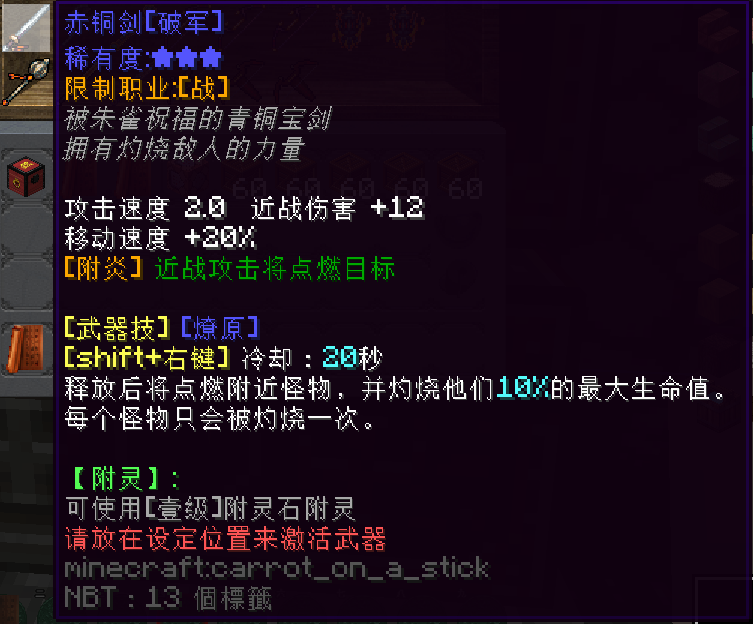 赤铜剑[破军]
稀有度:★★★
限制职业:[战]
被朱雀祝福的青铜宝剑
拥有灼烧敌人的力量
攻击速度 2.0 近战伤害 +12
移动速度 +20%
[附炎] 近战攻击将点燃目标
[武器技] [燎原]
[shift+右键] 冷却：20秒
释放后将点燃附近怪物，并灼烧他们10%的最大生命值。
每个怪物只会被灼烧一次。
【附灵】：
可使用[壹级]附灵石附灵
请放在设定位置来激活武器
minecraft:carrot_on_a_stick
NBT：13 個標籤